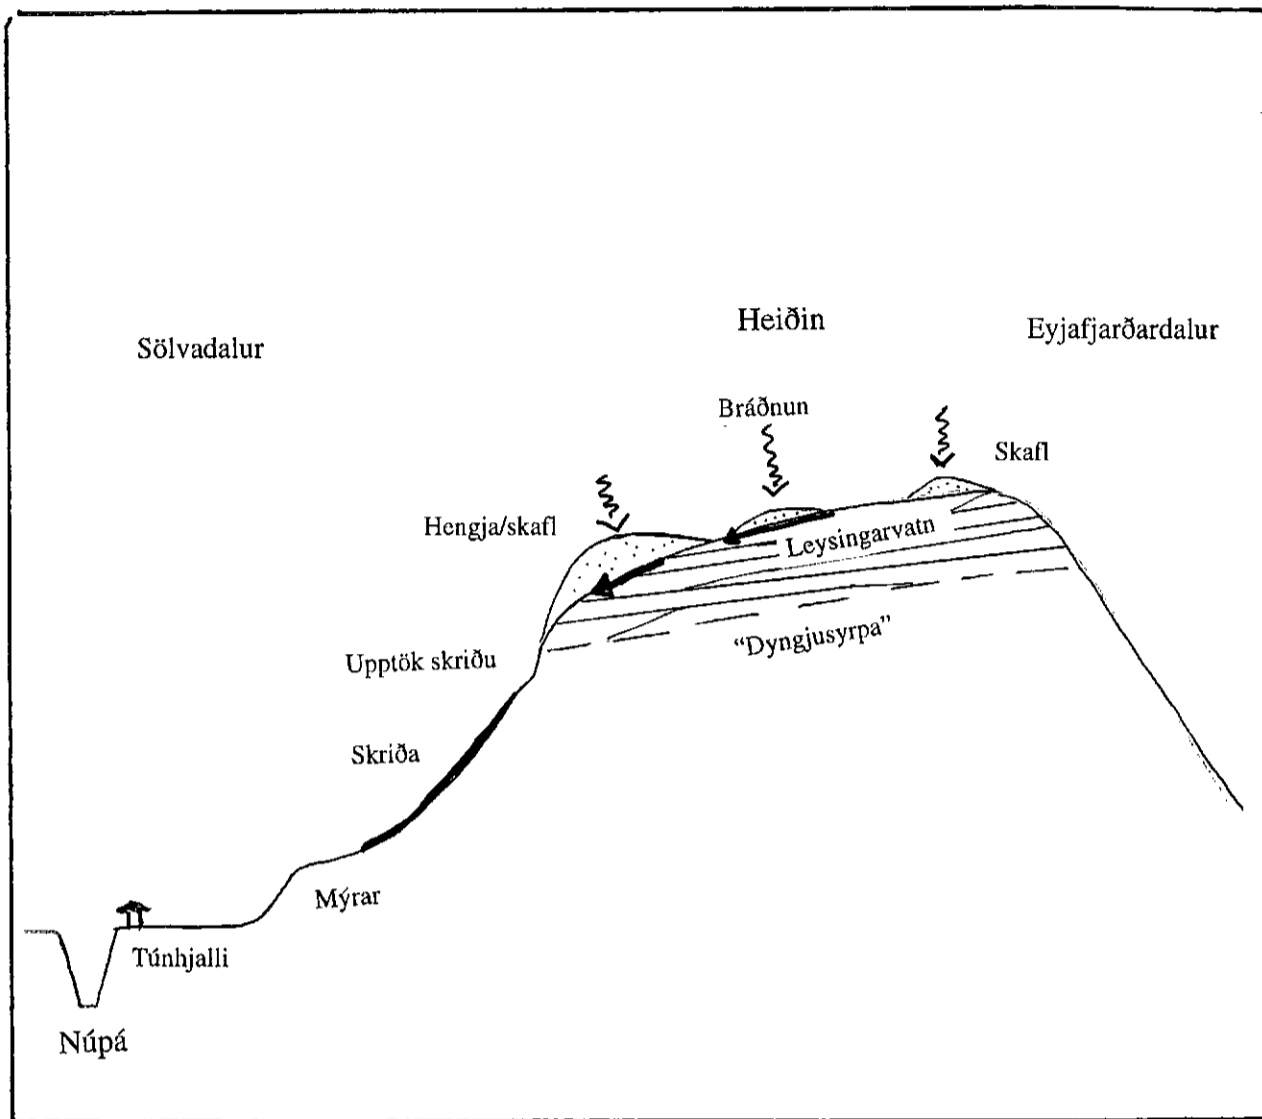 Heiðin
Eyjafjarðardalur
Sölvadalur
Bráðnun
Skafl
Hengja/skafl
Leysingarvatn
“Dyngjusyrpa”
Upptök skriðu
Skriða
Mýrar
Túnhjalli
Núpá